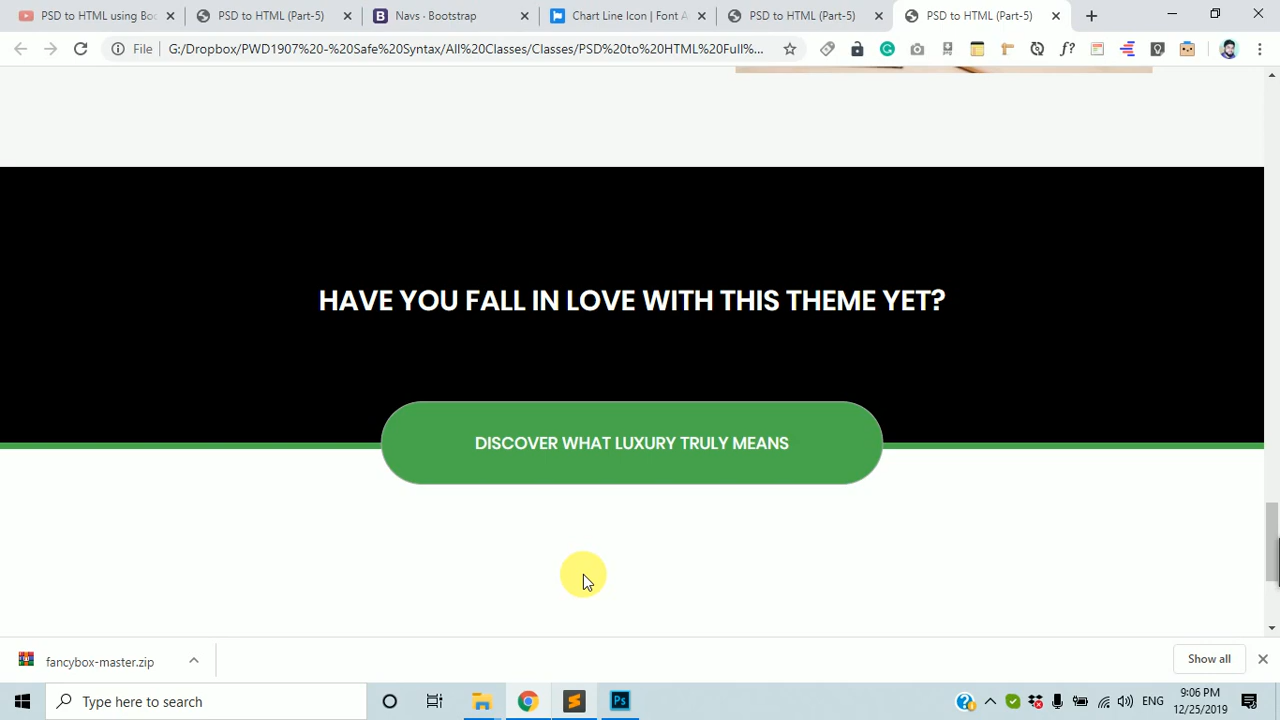 PSD to HTML using Boo
PSD to HTML (Part-5)
Navs · Bootstrap
Chart Line Icon | Font A
PSD to HTML (Part-5)
PSD to HTML (Part-5)
File
G:/Dropbox/PWD1907%20-%20Safe%20Syntax/All%20Classes/Classes/PSD%20to%20HTML%20Full%...
f?
HAVE YOU FALL IN LOVE WITH THIS THEME YET?
DISCOVER WHAT LUXURY TRULY MEANS
fancybox-master.zip
Show all
Type here to search
Ps
ENG
9:06 PM
12/25/2019